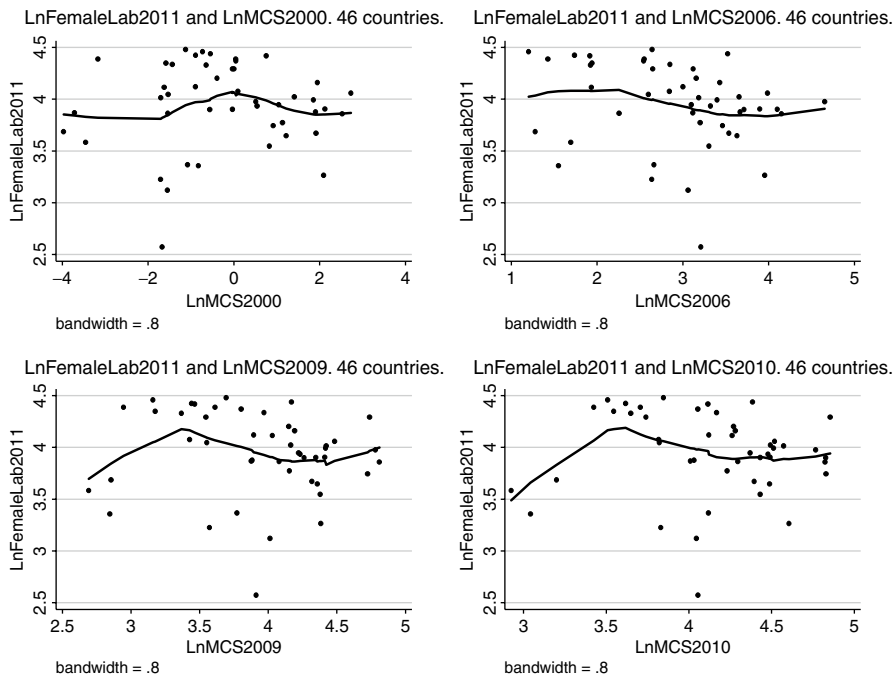 LnFemaleLab2011 and LnMCS2000. 46 countries.
LnFemaleLab2011
4.5
4
3.5
3
2.5
−4 −2 0 2 4
LnMCS2000
bandwidth = .8
LnFemaleLab2011 and LnMCS2006. 46 countries.
LnFemaleLab2011
4.5
4
3.5
3
2.5
1 2 3 4 5
LnMCS2006
bandwidth = .8
LnFemaleLab2011 and LnMCS2009. 46 countries.
LnFemaleLab2011
4.5
4
3.5
3
2.5
2.5 3 3.5 4 4.5 5
LnMCS2009
bandwidth = .8
LnFemaleLab2011 and LnMCS2010. 46 countries.
LnFemaleLab2011
4.5
4
3.5
3
2.5
3 3.5 4 4.5 5
LnMCS2010
bandwidth = .8